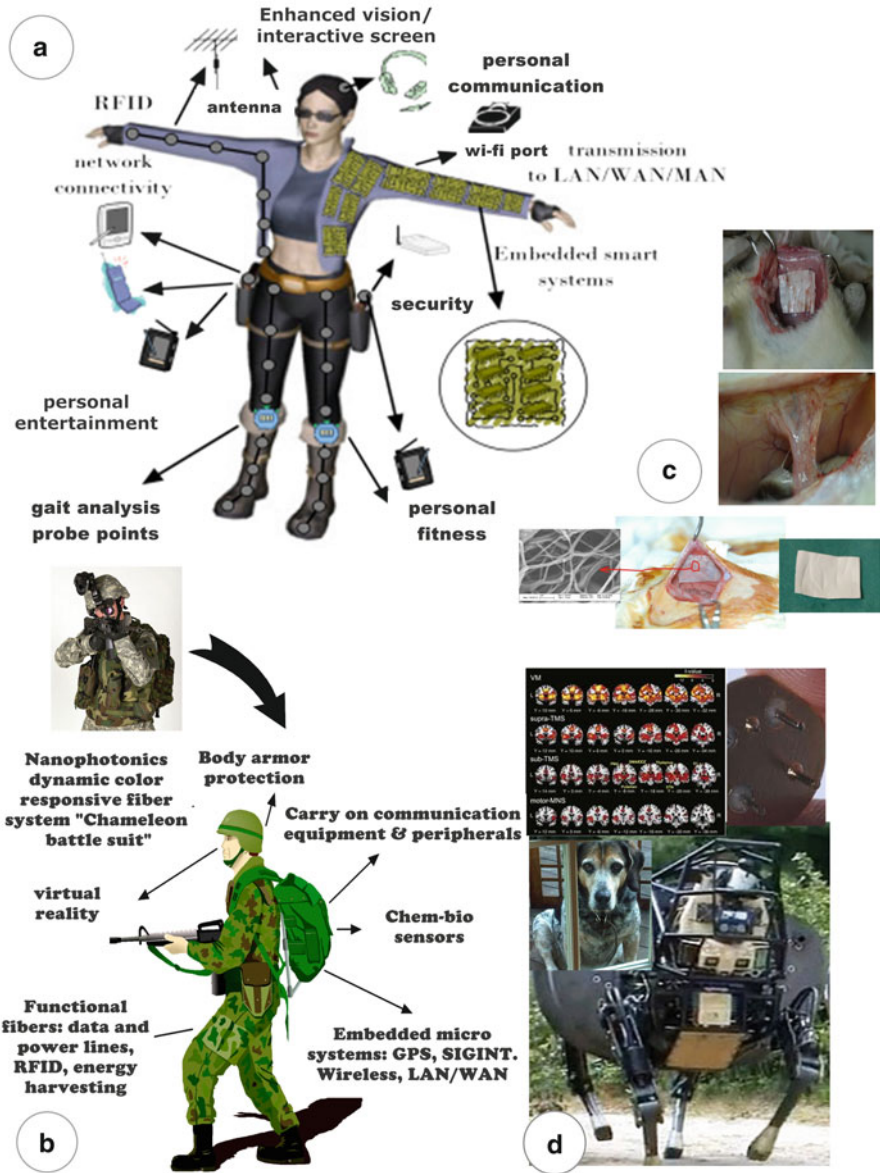 a
Enhanced vision/
interactive screen
personal
communication
RFID
antenna
wi-fi port
transmission
to LAN/WAN/MAN
network
connectivity
Embedded smart
systems
security
personal
entertainment
gait analysis
probe points
personal
fitness
c
Nanophotonics
dynamic color
responsive fiber
system "Chameleon
battle suit"
Body armor
protection
Carry on communication
equipment & peripherals
virtual
reality
Chem-bio
sensors
Functional
fibers: data and
power lines,
RFID, energy
harvesting
Embedded micro
systems: GPS, SIGINT.
Wireless, LAN/WAN
b
VM
L
R
supra-TMS
sub-TMS
motor-MNS
d